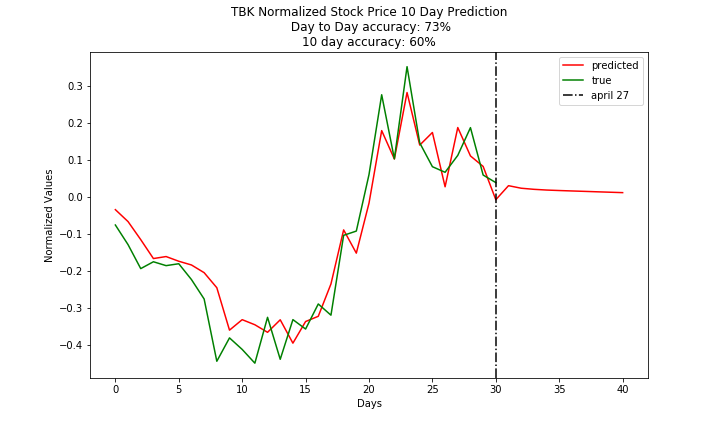 TBK Normalized Stock Price 10 Day Prediction
Day to Day accuracy: 73%
10 day accuracy: 60%
predicted
true
april 27
Normalized Values
0.3
0.2
0.1
0.0
−0.1
−0.2
−0.3
−0.4
0 5 10 15 20 25 30 35 40
Days